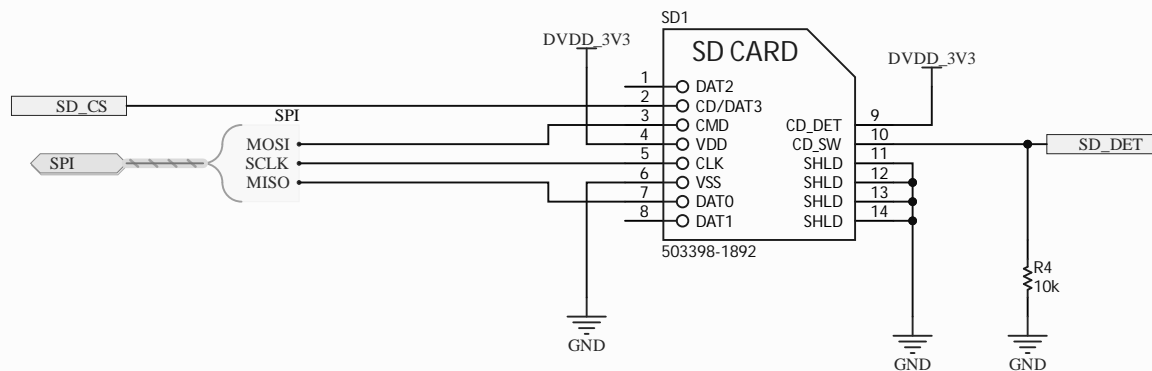 SD1
DVDD_3V3
SD CARD
DVDD_3V3
1 DAT2
SD_CS
2 CD/DAT3
SPI
3 CMD
CD_DET 9
MOSI
4 VDD
CD_SW 10
SD_DET
SPI
SCLK
5 CLK
SHLD 11
MISO
6 VSS
SHLD 12
7 DAT0
SHLD 13
8 DAT1
SHLD 14
503398-1892
R4
10k
GND
GND
GND